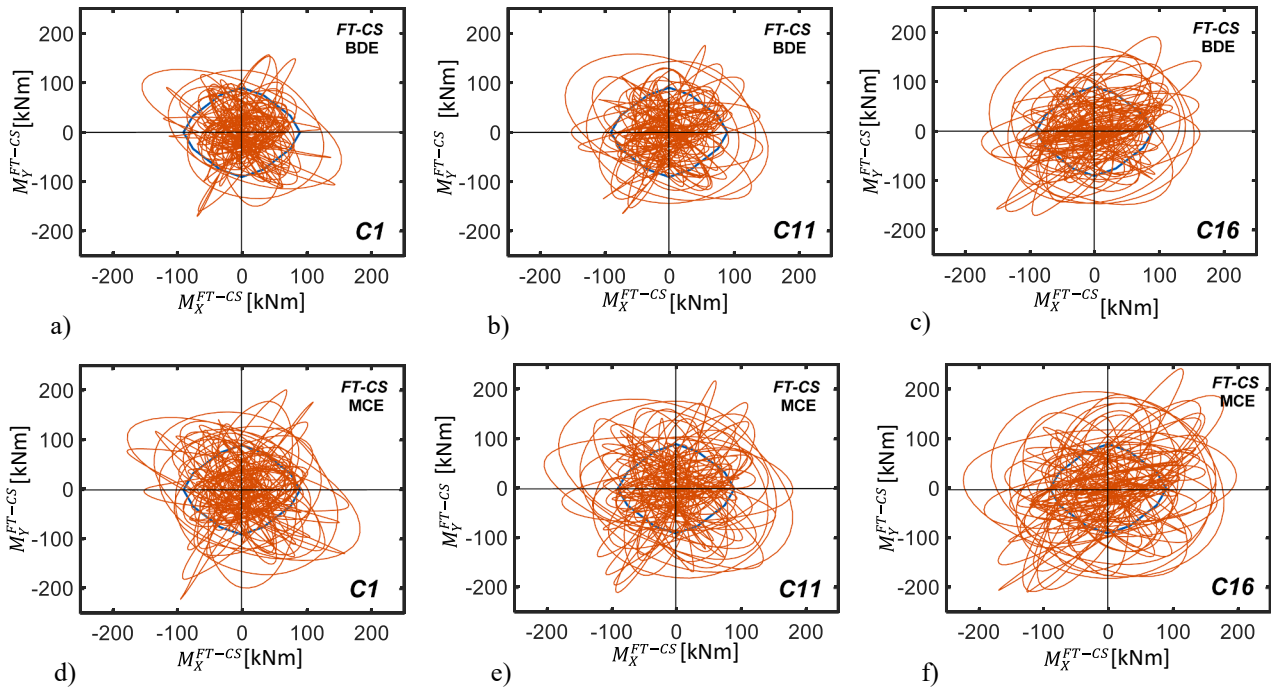 200
100
0
-100
-200
M_Y^{FT-CS} [kNm]
FT-CS
BDE
C1
-200 -100 0 100 200
M_X^{FT-CS} [kNm]
a)
200
100
0
-100
-200
M_Y^{FT-CS} [kNm]
FT-CS
BDE
C11
-200 -100 0 100 200
M_X^{FT-CS} [kNm]
b)
200
100
0
-100
-200
M_Y^{FT-CS} [kNm]
FT-CS
BDE
C16
-200 -100 0 100 200
M_X^{FT-CS} [kNm]
c)
200
100
0
-100
-200
M_Y^{FT-CS} [kNm]
FT-CS
MCE
C1
-200 -100 0 100 200
M_X^{FT-CS} [kNm]
d)
200
100
0
-100
-200
M_Y^{FT-CS} [kNm]
FT-CS
MCE
C11
-200 -100 0 100 200
M_X^{FT-CS} [kNm]
e)
200
100
0
-100
-200
M_Y^{FT-CS} [kNm]
FT-CS
MCE
C16
-200 -100 0 100 200
M_X^{FT-CS} [kNm]
f)